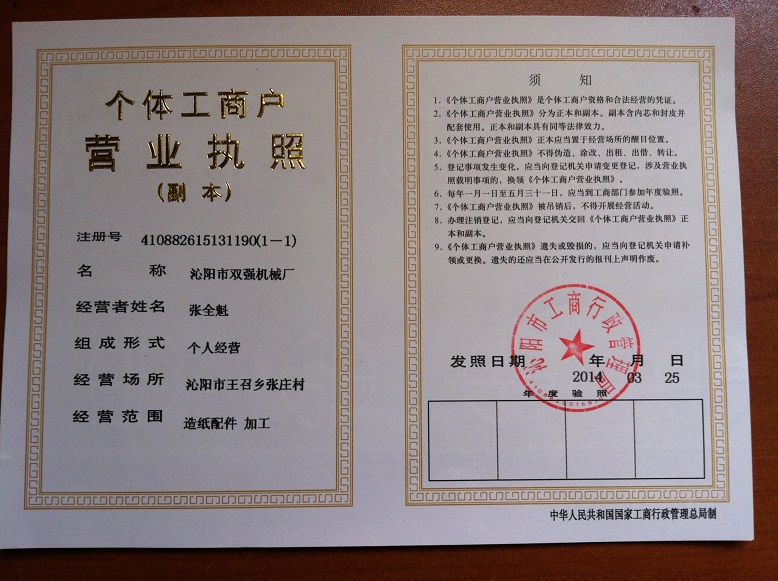 个体工商户
营业执照
(副本)
注册号 410882615131190(1-1)
名称 沁阳市双强机械厂
经营者姓名 张全魁
组成形式 个人经营
经营场所 沁阳市王召乡张庄村
经营范围 造纸配件 加工
须知
1.《个体工商户营业执照》是个体工商户资格和合法经营的凭证。
2.《个体工商户营业执照》分为正本和副本。副本含内芯和封皮并
配套使用。正本和副本具有同等法律效力。
3.《个体工商户营业执照》正本应当置于经营场所的醒目位置。
4.《个体工商户营业执照》不得伪造、涂改、出租、出借、转让。
5.登记事项发生变化,应当向登记机关申请变更登记,涉及营业执
照载明事项的,换领《个体工商户营业执照》。
6.每年一月一日至五月三十一日,应当到工商部门参加年度验照。
7.《个体工商户营业执照》被吊销后,不得开展经营活动。
8.办理注销登记,应当向登记机关交回《个体工商户营业执照》正
本和副本。
9.《个体工商户营业执照》遗失或毁损的,应当向登记机关申请补
领或更换。遗失的还应当在公开发行的报刊上声明作废。
沁阳市工商行政管理局
发照日期 年 月 日
2014 03 25
年度验照
中华人民共和国国家工商行政管理总局制